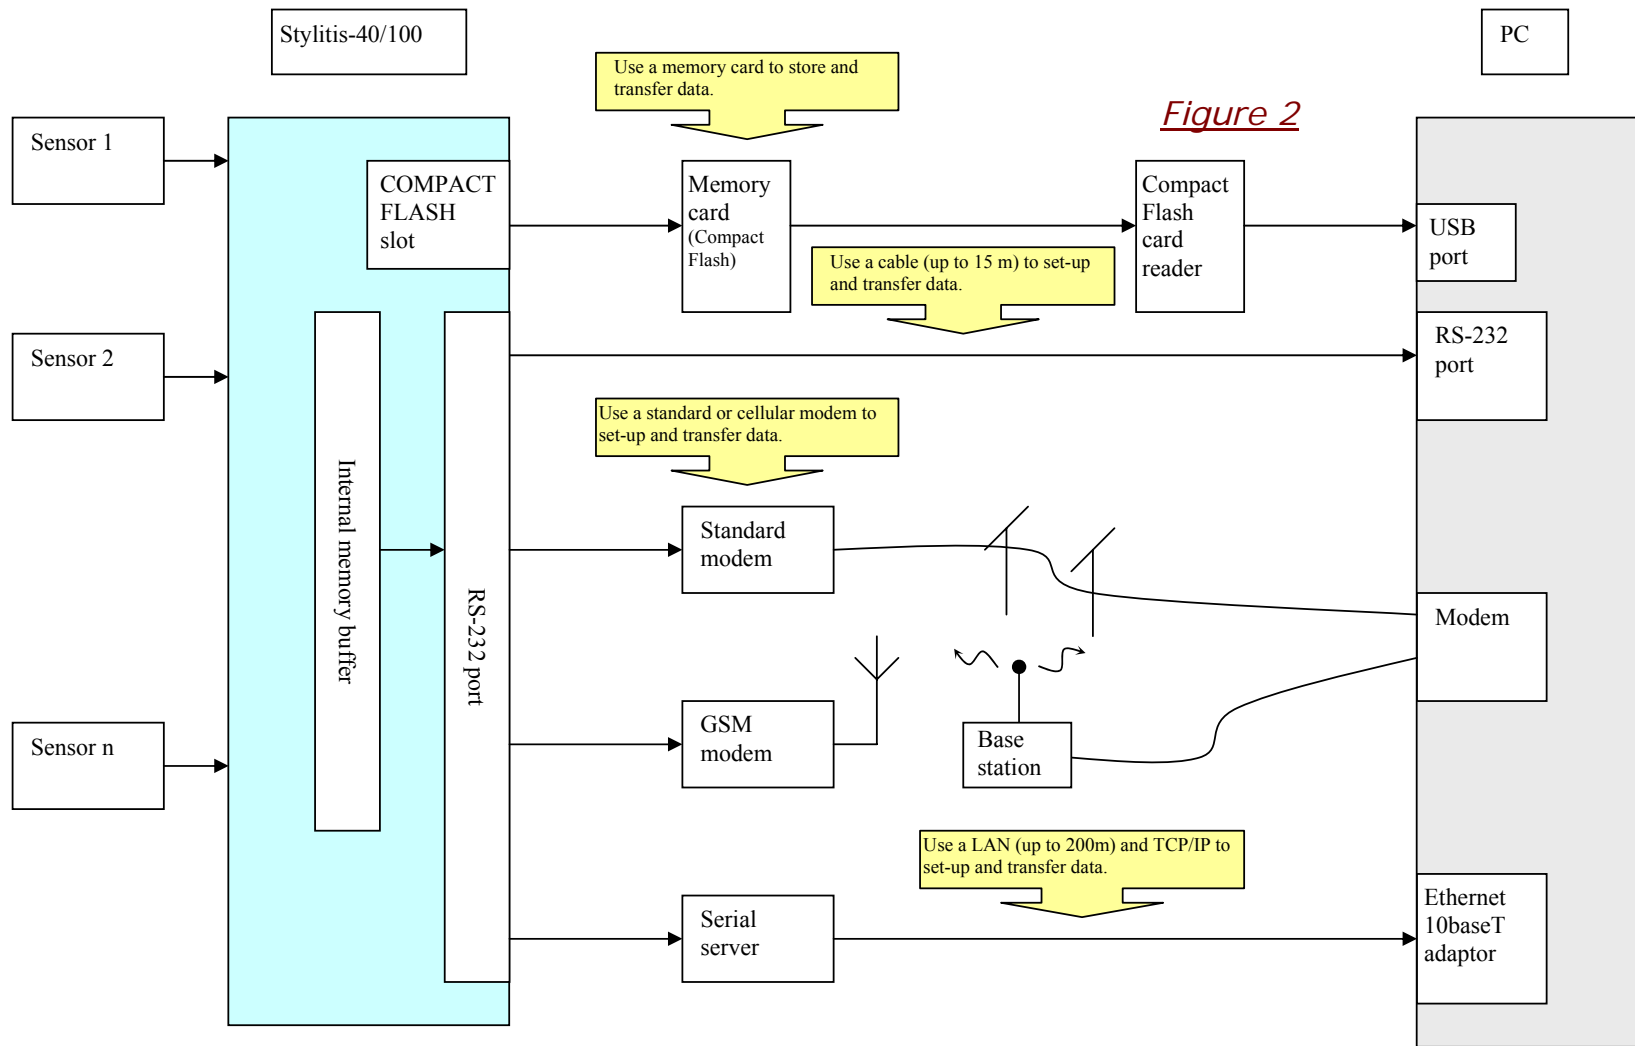 Stylitis-40/100
PC
Use a memory card to store and
transfer data.
Figure 2
Sensor 1
COMPACT
FLASH
slot
Memory
card
(Compact
Flash)
Compact
Flash
card
reader
USB
port
Use a cable (up to 15 m) to set-up
and transfer data.
Sensor 2
RS-232
port
Use a standard or cellular modem to
set-up and transfer data.
Internal memory buffer
RS-232 port
Standard
modem
Modem
Sensor n
GSM
modem
Base
station
Use a LAN (up to 200m) and TCP/IP to
set-up and transfer data.
Serial
server
Ethernet
10baseT
adaptor